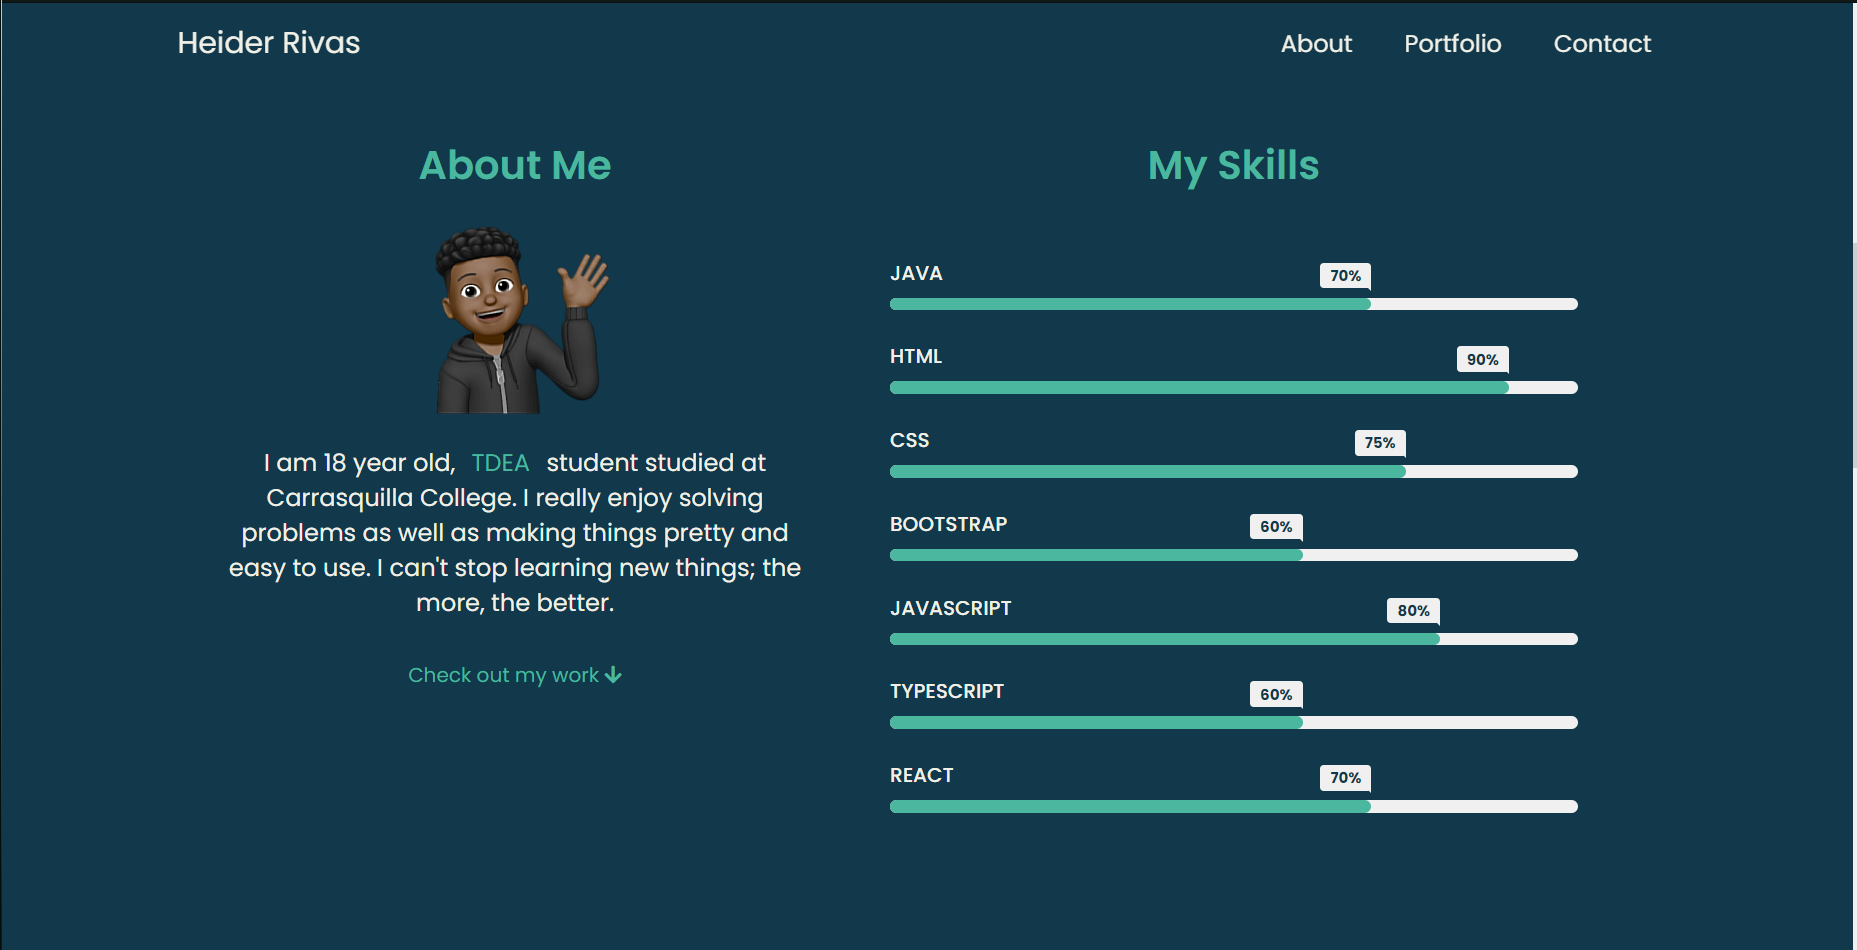 Heider Rivas
About Portfolio Contact
About Me
I am 18 year old, TDEA student studied at
Carrasquilla College. I really enjoy solving
problems as well as making things pretty and
easy to use. I can't stop learning new things; the
more, the better.
Check out my work
My Skills
JAVA 70%
HTML 90%
CSS 75%
BOOTSTRAP 60%
JAVASCRIPT 80%
TYPESCRIPT 60%
REACT 70%